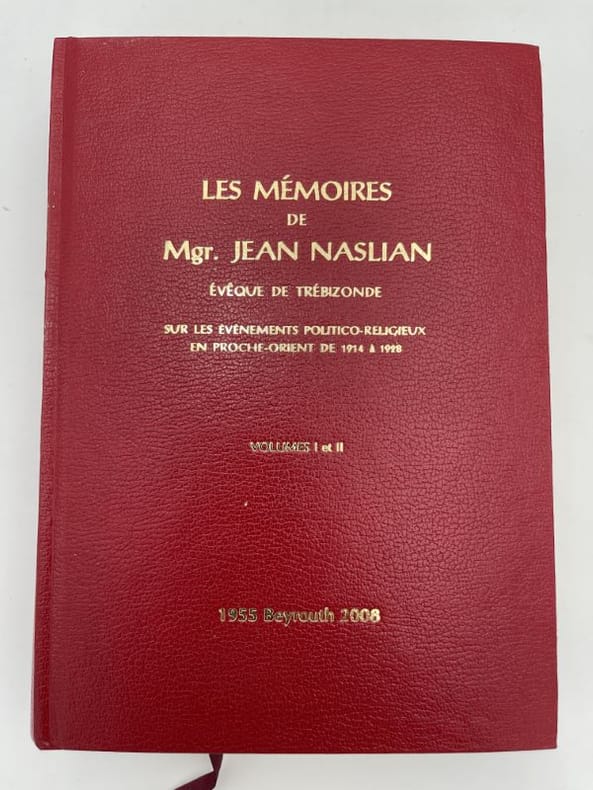 LES MÉMOIRES
DE
Mgr. JEAN NASLIAN
ÉVÊQUE DE TRÉBIZONDE
SUR LES ÉVÉNEMENTS POLITICO-RELIGIEUX
EN PROCHE-ORIENT DE 1914 À 1928
VOLUMES I et II
1955 Beyrouth 2008